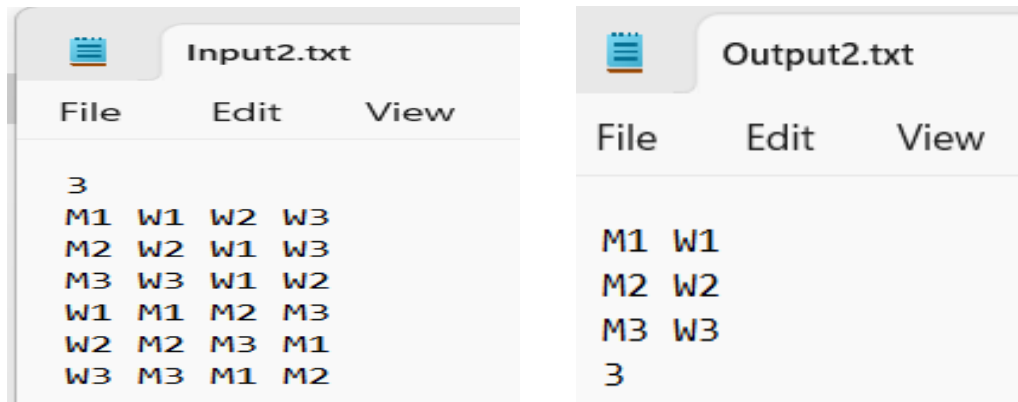 Input2.txt
File Edit View
3
M1 W1 W2 W3
M2 W2 W1 W3
M3 W3 W1 W2
W1 M1 M2 M3
W2 M2 M3 M1
W3 M3 M1 M2
Output2.txt
File Edit View
M1 W1
M2 W2
M3 W3
3